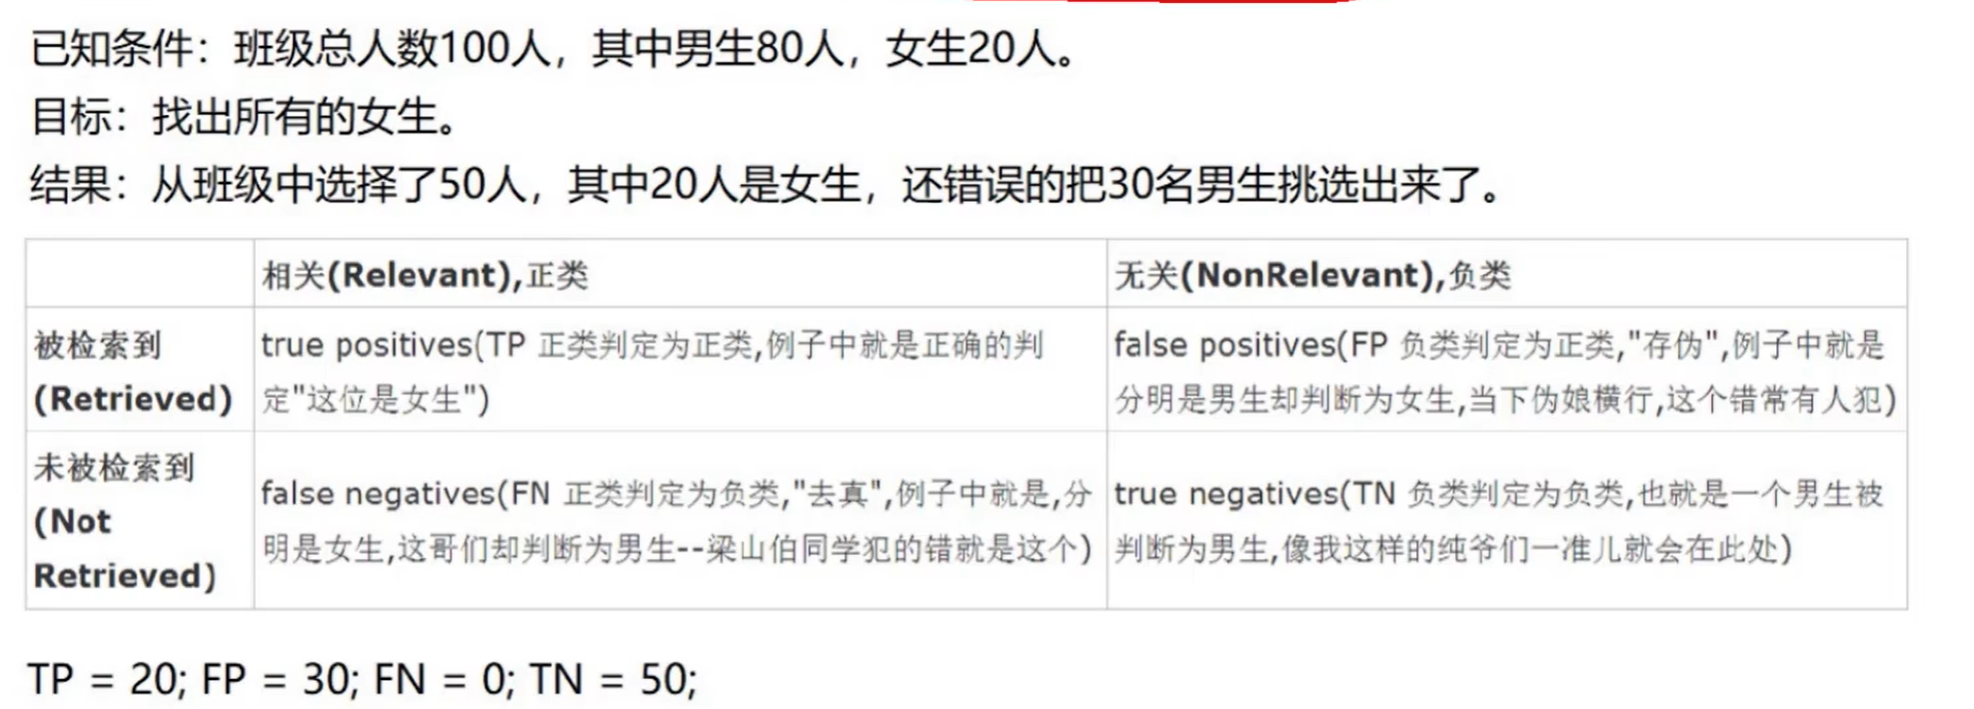 已知条件：班级总人数100人，其中男生80人，女生20人。
目标：找出所有的女生。
结果：从班级中选择了50人，其中20人是女生，还错误的把30名男生挑选出来了。
相关(Relevant),正类
无关(NonRelevant),负类
被检索到
(Retrieved)
true positives(TP 正类判定为正类,例子中就是正确的判
定"这位是女生")
false positives(FP 负类判定为正类,"存伪",例子中就是
分明是男生却判断为女生,当下伪娘横行,这个错常有人犯)
未被检索到
(Not
Retrieved)
false negatives(FN 正类判定为负类,"去真",例子中就是,分
明是女生,这哥们却判断为男生--梁山伯同学犯的错就是这个)
true negatives(TN 负类判定为负类,也就是一个男生被
判断为男生,像我这样的纯爷们一准儿就会在此处)
TP = 20; FP = 30; FN = 0; TN = 50;